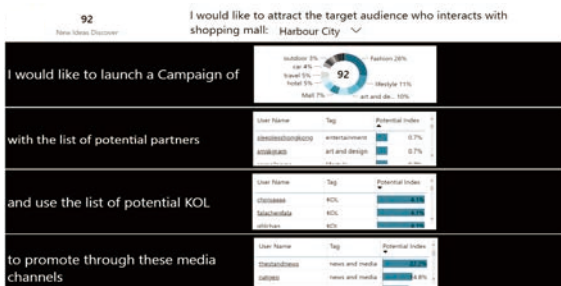 92
New Ideas Discover
I would like to attract the target audience who interacts with
shopping mall: Harbour City
I would like to launch a Campaign of
outdoor 3%
car 4%
travel 5%
hotel 5%
Mall 7%
92
Fashion 26%
lifestyle 11%
art and de... 10%
with the list of potential partners
User Name Tag Potential Index
sleeplesshongkong entertainment 0.7%
art and design 0.7%
and use the list of potential KOL
User Name Tag Potential Index
KOL 4.1%
KOL
KOL
to promote through these media
channels
User Name Tag Potential Index
thestandnews news and media
news and media